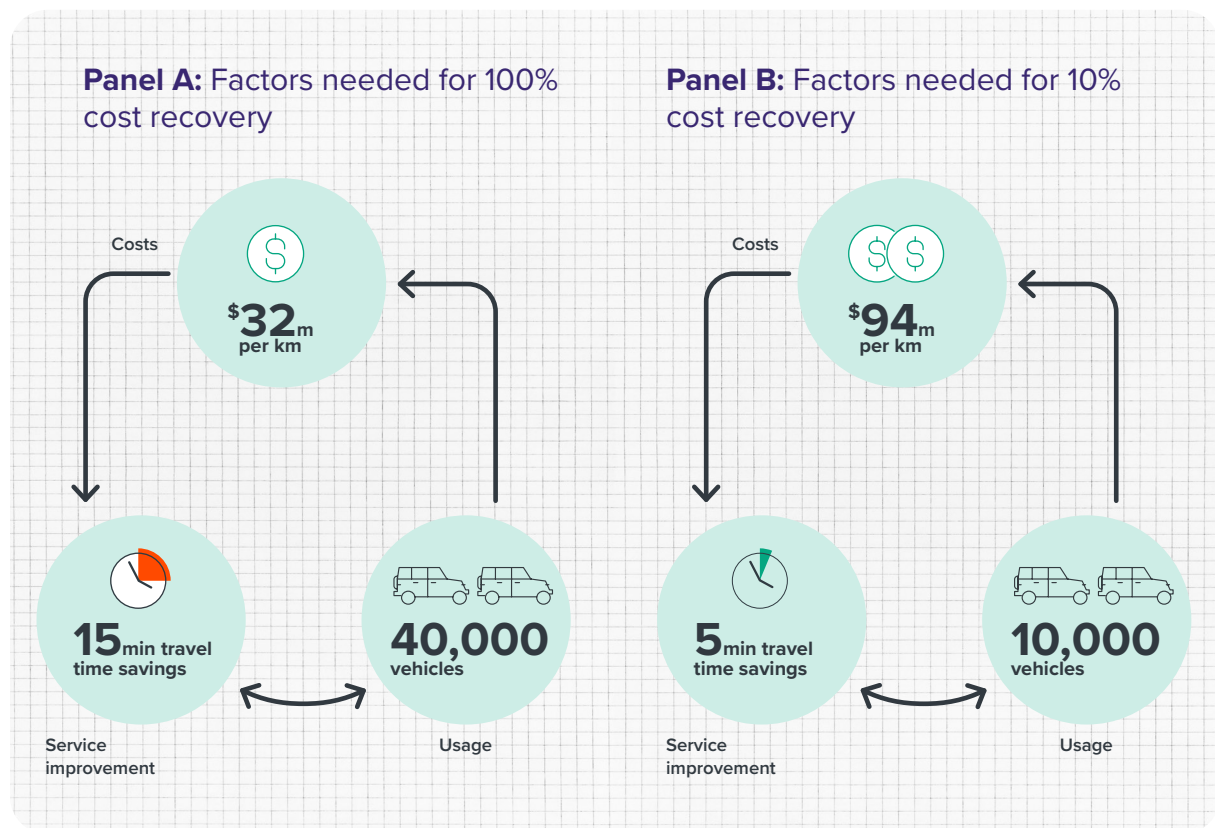 Panel A: Factors needed for 100%
cost recovery
Costs
$32m
per km
15min travel
time savings
40,000
vehicles
Service
improvement
Usage
Panel B: Factors needed for 10%
cost recovery
Costs
$94m
per km
5min travel
time savings
10,000
vehicles
Service
improvement
Usage